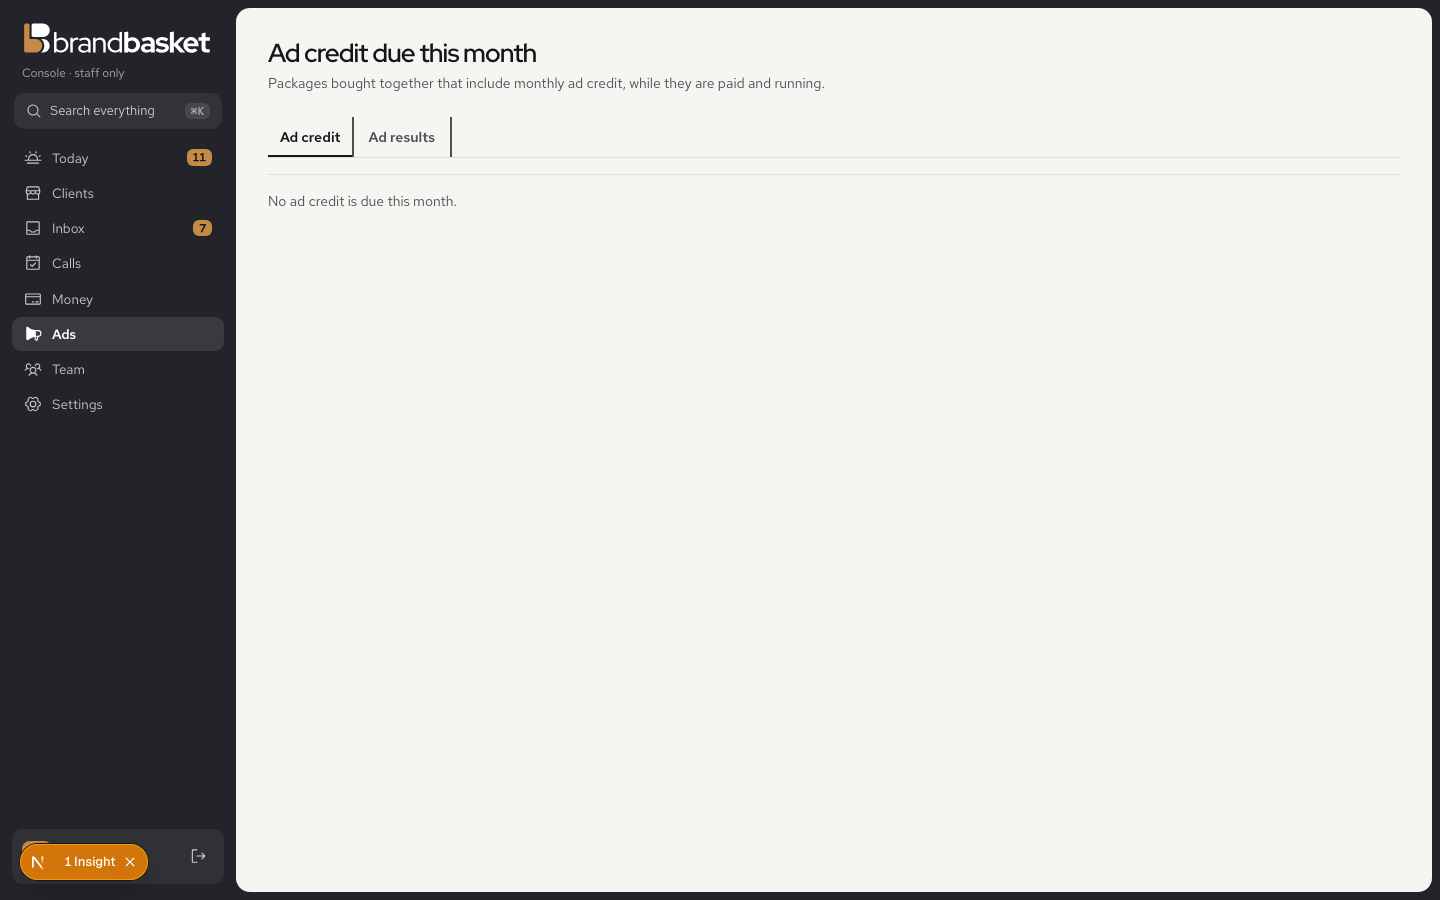 brandbasket
Console · staff only
Search everything ⌘K
Today 11
Clients
Inbox 7
Calls
Money
Ads
Team
Settings
1 Insight
Ad credit due this month
Packages bought together that include monthly ad credit, while they are paid and running.
Ad credit Ad results
No ad credit is due this month.